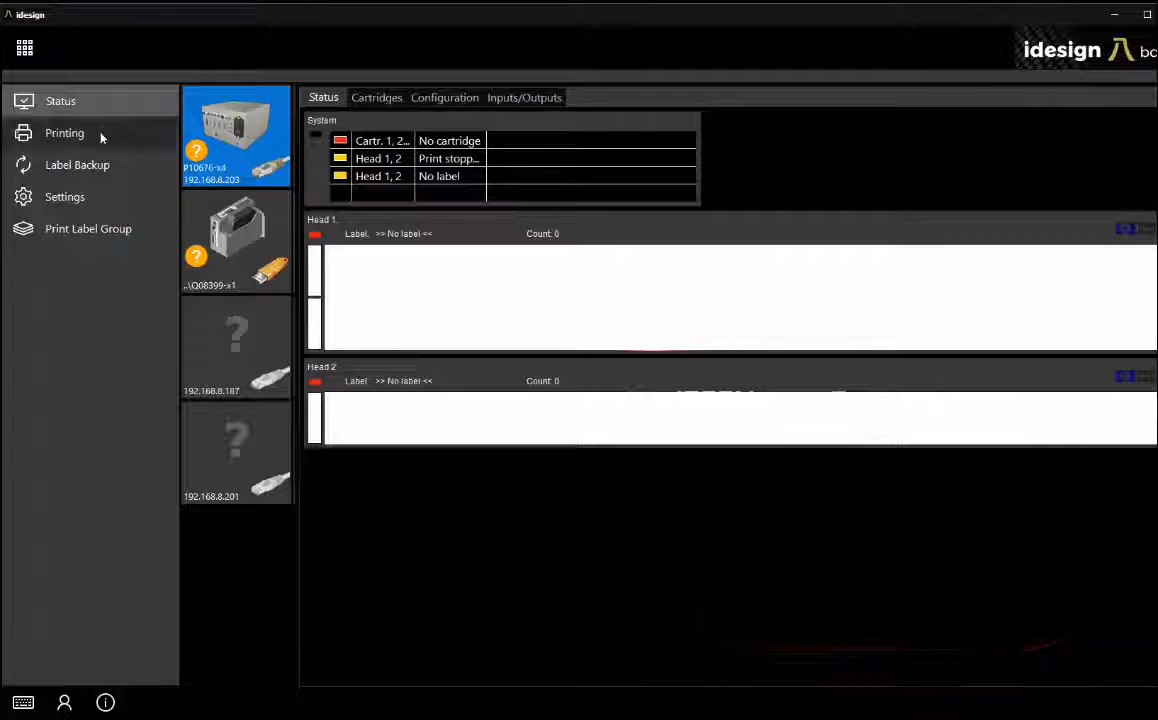 idesign
idesign bc
Status
Printing
Label Backup
Settings
Print Label Group
P10676-x4
192.168.8.203
..\Q08399-x1
192.168.8.187
192.168.8.201
Status Cartridges Configuration Inputs/Outputs
System
Cartr. 1, 2... No cartridge
Head 1, 2 Print stopp...
Head 1, 2 No label
Head 1
Label. >> No label << Count: 0
Head 2
Label >> No label << Count: 0